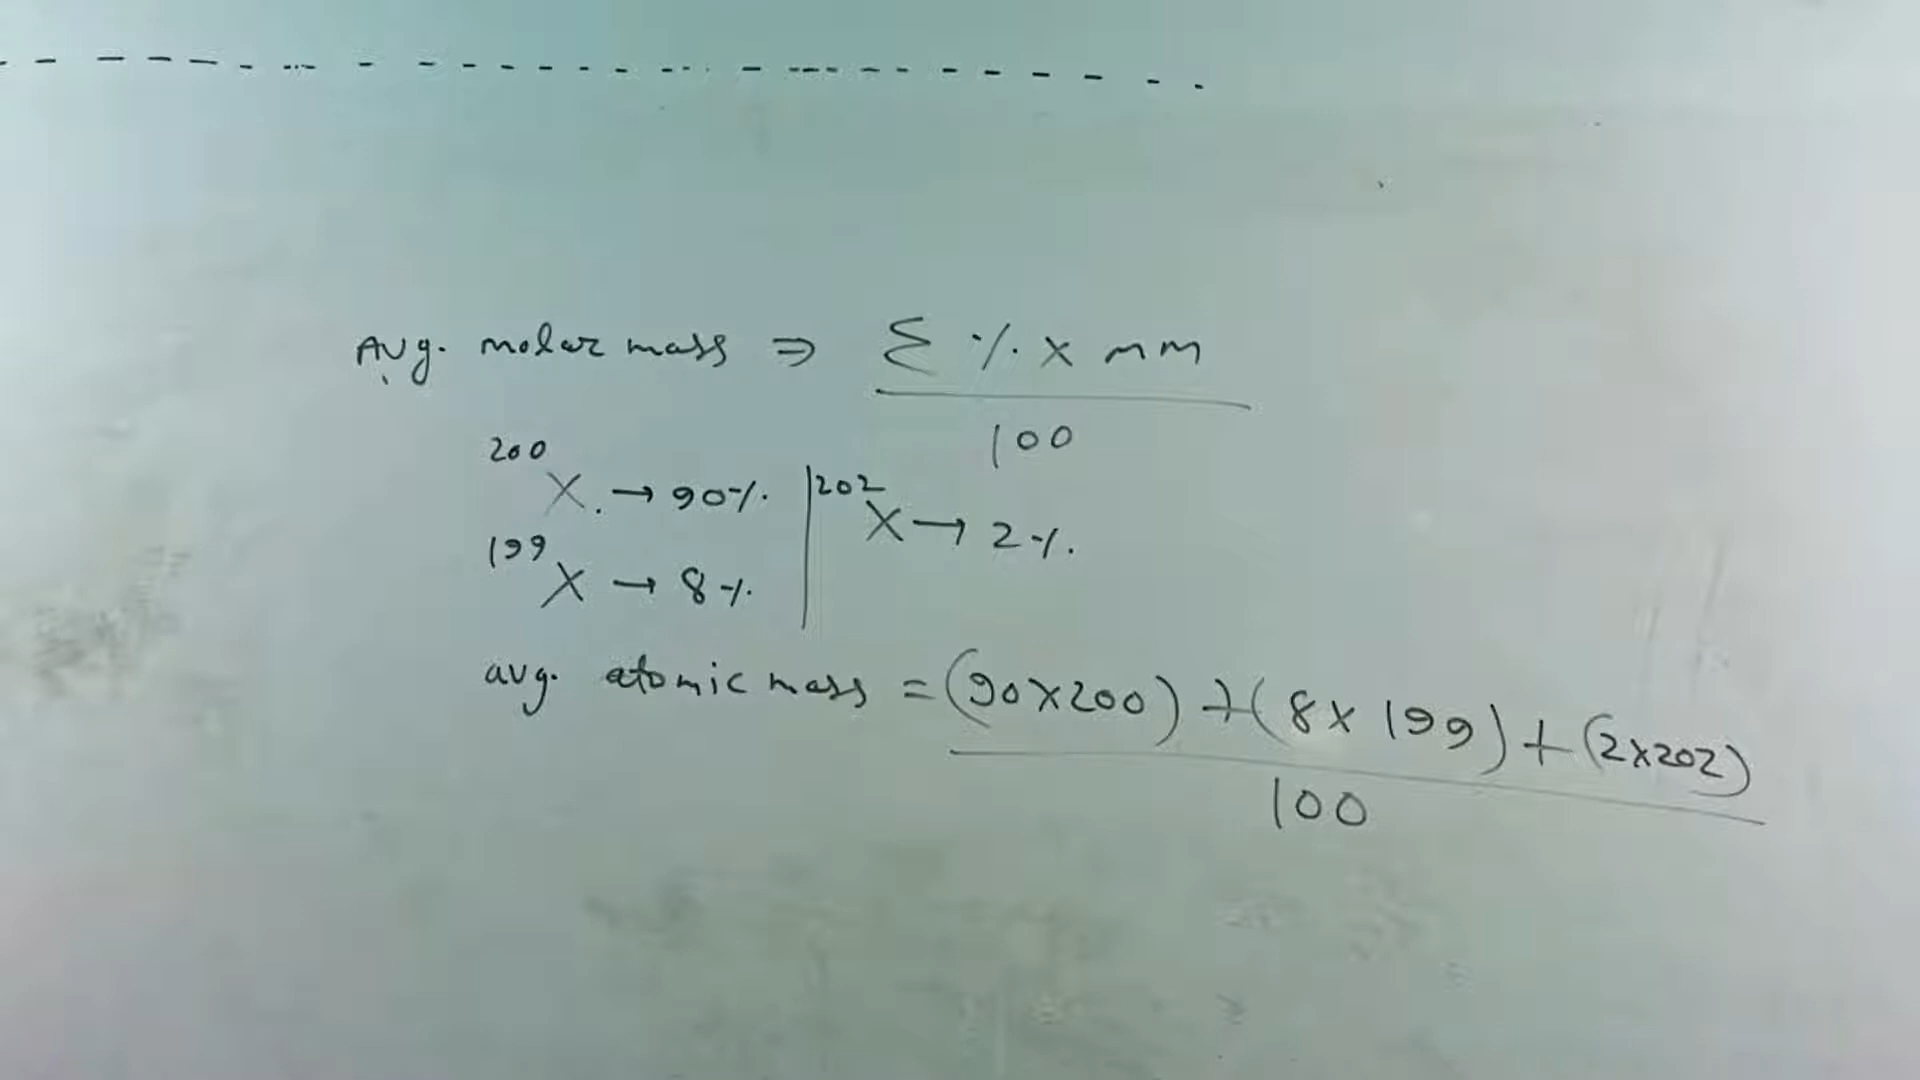 Avg. molar mass ⇒ Σ % x mm
100
200X. → 90% | 202X → 2%.
199X → 8%.
avg. atomic mass = (90x200) + (8x199) + (2x202)
100